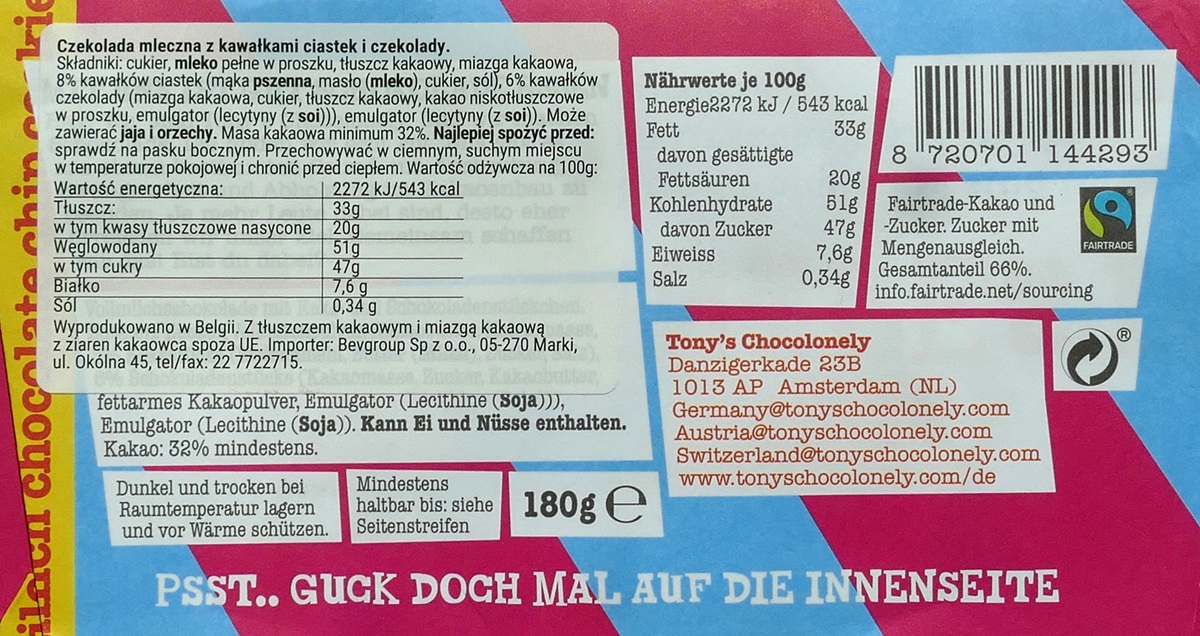 Czekolada mleczna z kawałkami ciastek i czekolady.
Składniki: cukier, mleko pełne w proszku, tłuszcz kakaowy, miazga kakaowa,
8% kawałków ciastek (mąka pszenna, masło (mleko), cukier, sól), 6% kawałków
czekolady (miazga kakaowa, cukier, tłuszcz kakaowy, kakao niskotłuszczowe
w proszku, emulgator (lecytyny (z soi))), emulgator (lecytyny (z soi)). Może
zawierać jaja i orzechy. Masa kakaowa minimum 32%. Najlepiej spożyć przed:
sprawdź na pasku bocznym. Przechowywać w ciemnym, suchym miejscu
w temperaturze pokojowej i chronić przed ciepłem. Wartość odżywcza na 100g:
Wartość energetyczna: 2272 kJ/543 kcal
Tłuszcz: 33g
w tym kwasy tłuszczowe nasycone 20g
Węglowodany 51g
w tym cukry 47g
Białko 7,6 g
Sól 0,34 g
Wyprodukowano w Belgii. Z tłuszczem kakaowym i miazgą kakaową
z ziaren kakaowca spoza UE. Importer: Bevgroup Sp z o.o., 05-270 Marki,
ul. Okólna 45, tel/fax: 22 7722715.
6% Schokoladenstücke (Kakaomasse, Zucker, Kakaobutter,
fettarmes Kakaopulver, Emulgator (Lecithine (Soja))),
Emulgator (Lecithine (Soja)). Kann Ei und Nüsse enthalten.
Kakao: 32% mindestens.
Dunkel und trocken bei
Raumtemperatur lagern
und vor Wärme schützen.
Mindestens
haltbar bis: siehe
Seitenstreifen
180g e
Nährwerte je 100g
Energie2272 kJ / 543 kcal
Fett 33g
davon gesättigte
Fettsäuren 20g
Kohlenhydrate 51g
davon Zucker 47g
Eiweiss 7,6g
Salz 0,34g
8 720701 144293
Fairtrade-Kakao und
-Zucker. Zucker mit
Mengenausgleich.
Gesamtanteil 66%.
info.fairtrade.net/sourcing
FAIRTRADE
Tony's Chocolonely
Danzigerkade 23B
1013 AP Amsterdam (NL)
Germany@tonyschocolonely.com
Austria@tonyschocolonely.com
Switzerland@tonyschocolonely.com
www.tonyschocolonely.com/de
®
PSST.. GUCK DOCH MAL AUF DIE INNENSEITE
milch chocolate chip cookie